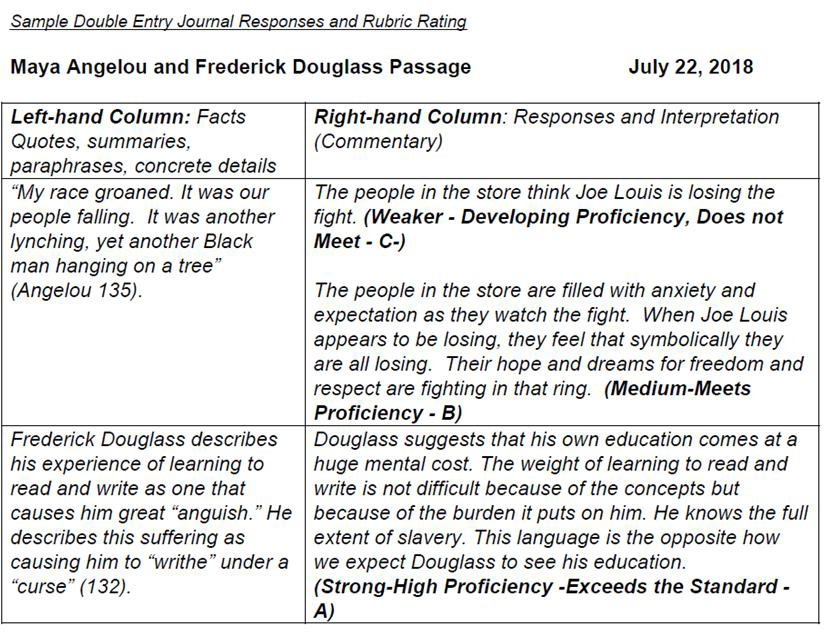 Sample Double Entry Journal Responses and Rubric Rating
Maya Angelou and Frederick Douglass Passage July 22, 2018
Left-hand Column: Facts
Quotes, summaries,
paraphrases, concrete details
Right-hand Column: Responses and Interpretation
(Commentary)
“My race groaned. It was our
people falling. It was another
lynching, yet another Black
man hanging on a tree”
(Angelou 135).
The people in the store think Joe Louis is losing the
fight. (Weaker - Developing Proficiency, Does not
Meet - C-)
The people in the store are filled with anxiety and
expectation as they watch the fight. When Joe Louis
appears to be losing, they feel that symbolically they
are all losing. Their hope and dreams for freedom and
respect are fighting in that ring. (Medium-Meets
Proficiency - B)
Frederick Douglass describes
his experience of learning to
read and write as one that
causes him great “anguish.” He
describes this suffering as
causing him to “writhe” under a
“curse” (132).
Douglass suggests that his own education comes at a
huge mental cost. The weight of learning to read and
write is not difficult because of the concepts but
because of the burden it puts on him. He knows the full
extent of slavery. This language is the opposite how
we expect Douglass to see his education.
(Strong-High Proficiency -Exceeds the Standard -
A)